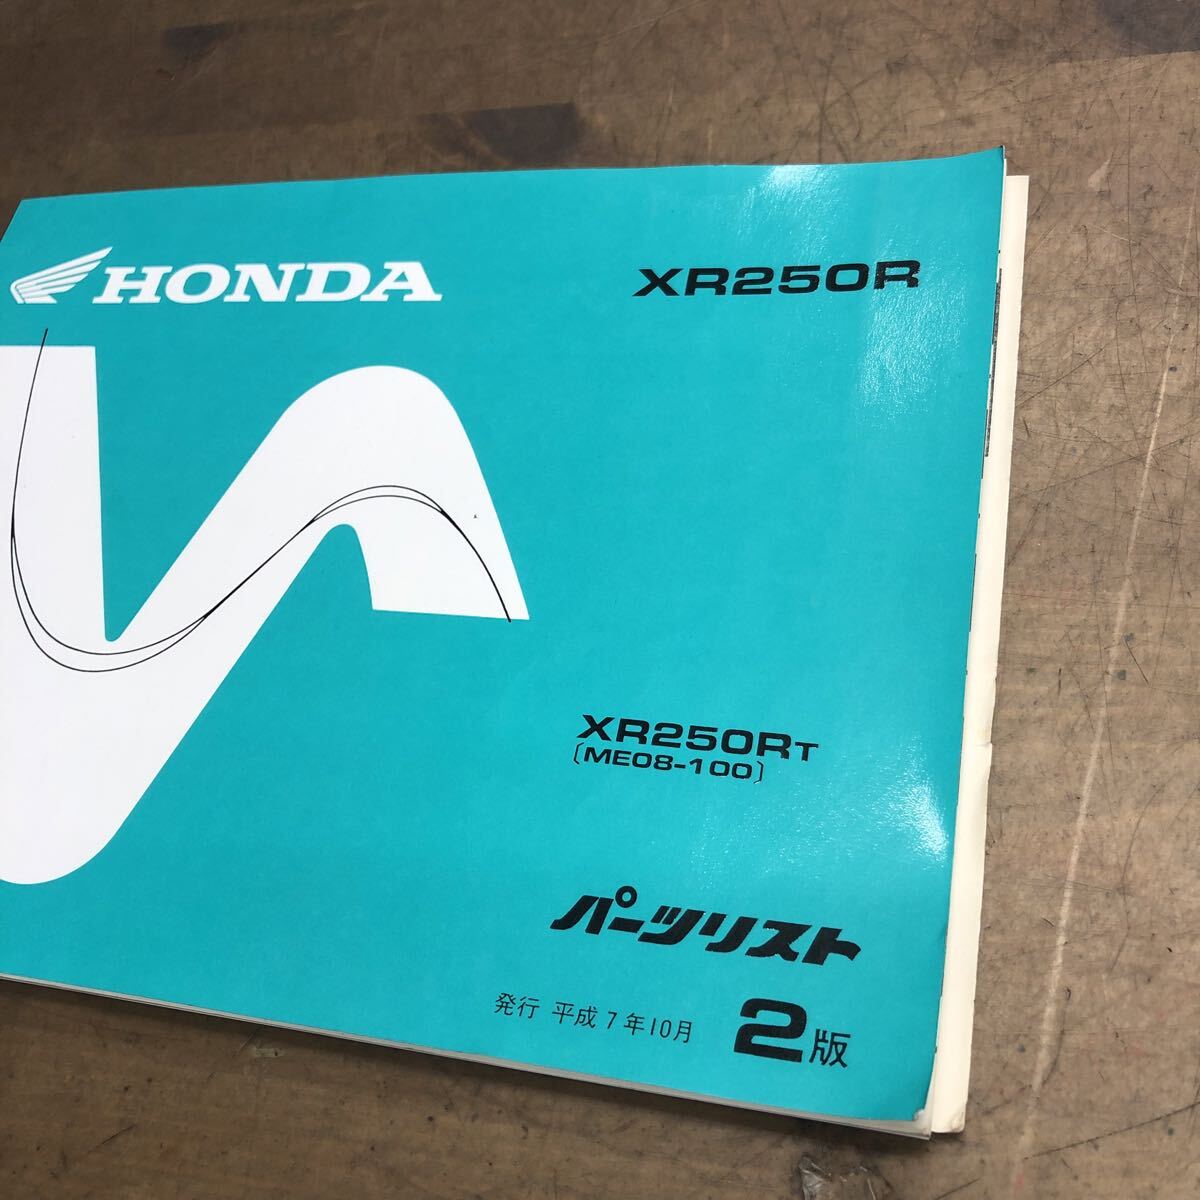 HONDA
XR250R
XR250RT
〔ME08-100〕
パーツリスト
発行 平成7年10月 2版